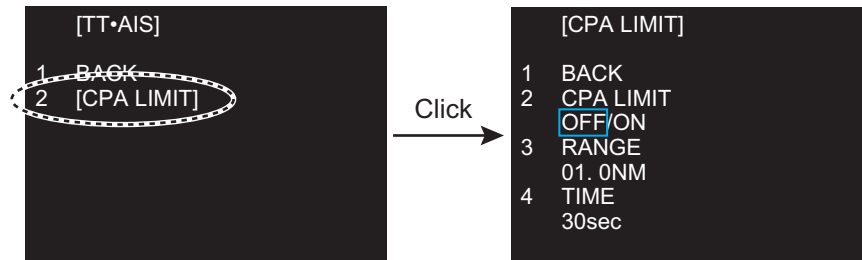 [TT•AIS]
1 BACK
2 [CPA LIMIT]
Click
[CPA LIMIT]
1 BACK
2 CPA LIMIT
OFF/ON
3 RANGE
01. 0NM
4 TIME
30sec